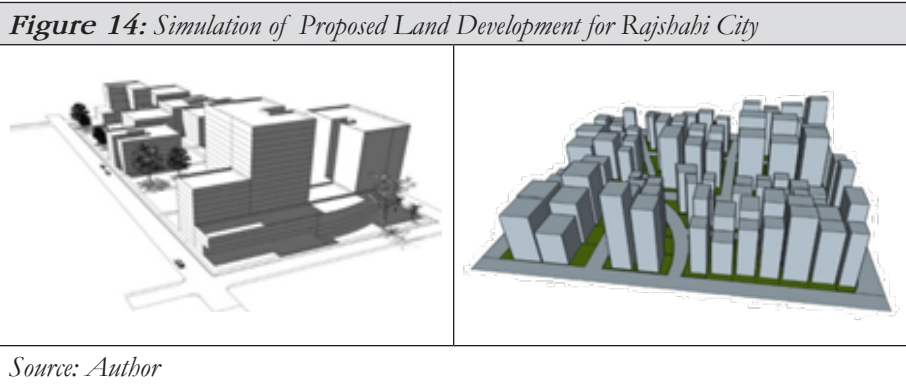 Figure 14: Simulation of Proposed Land Development for Rajshahi City
Source: Author